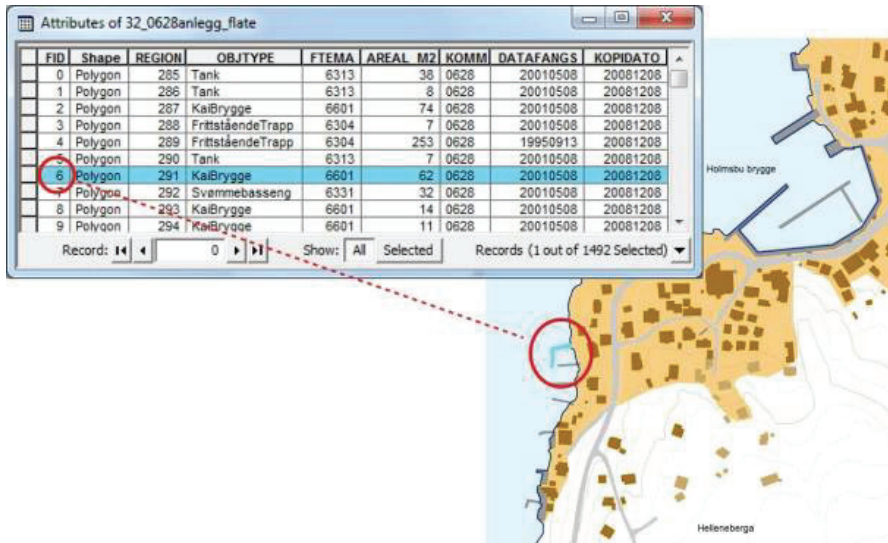 Attributes of 32_0628anlegg_flate
FID Shape REGION OBJTYPE FTEMA AREAL M2 KOMM DATAFANGS KOPIDATO
0 Polygon 285 Tank 6313 38 0628 20010508 20081208
1 Polygon 286 Tank 6313 8 0628 20010508 20081208
2 Polygon 287 KaiBrygge 6601 74 0628 20010508 20081208
3 Polygon 288 FrittståendeTrapp 6304 7 0628 20010508 20081208
4 Polygon 289 FrittståendeTrapp 6304 253 0628 19950913 20081208
5 Polygon 290 Tank 6313 7 0628 20010508 20081208
6 Polygon 291 KaiBrygge 6601 62 0628 20010508 20081208
7 Polygon 292 Svømmebasseng 6331 32 0628 20010508 20081208
8 Polygon 293 KaiBrygge 6601 14 0628 20010508 20081208
9 Polygon 294 KaiBrygge 6601 11 0628 20010508 20081208
Record: 0 Show: All Selected Records (1 out of 1492 Selected)
Holmsbu brygge
Helleneberga